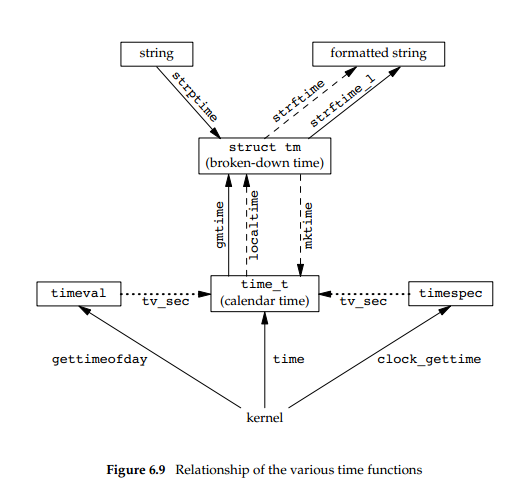 string
formatted string
strptime
strftime
strftime_l
struct tm
(broken-down time)
gmtime
localtime
mktime
timeval
tv_sec
time_t
(calendar time)
tv_sec
timespec
gettimeofday
time
clock_gettime
kernel
Figure 6.9 Relationship of the various time functions